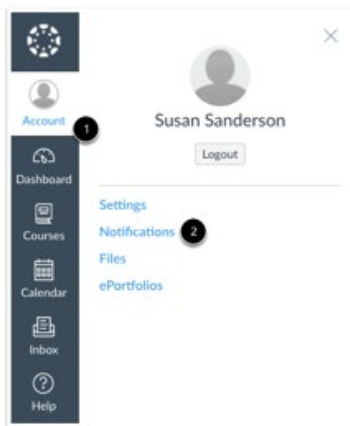 Account
1
Dashboard
Courses
Calendar
Inbox
Help
Susan Sanderson
Logout
Settings
Notifications 2
Files
ePortfolios